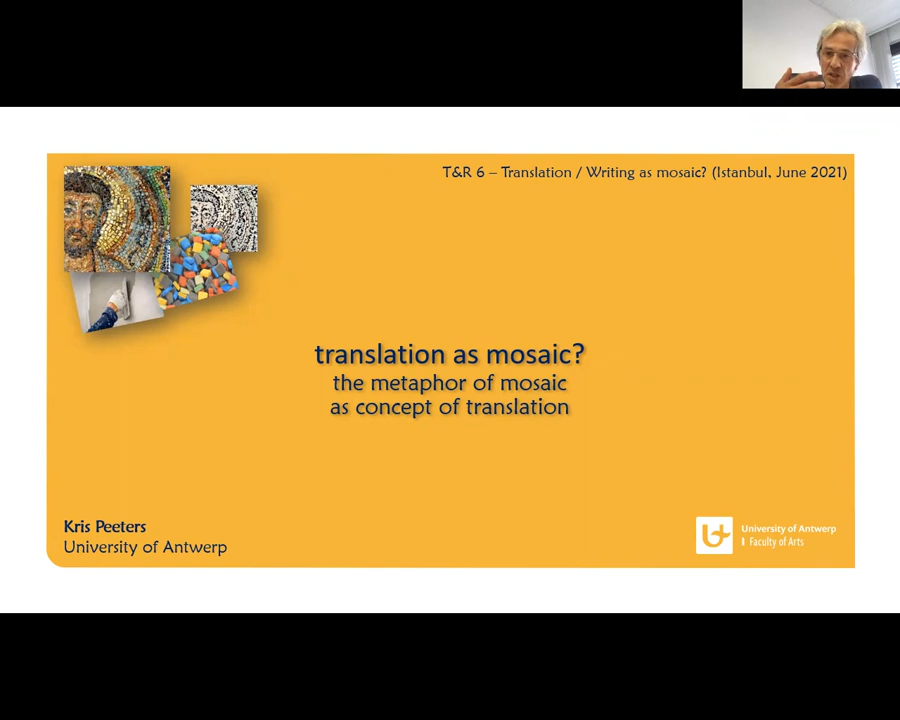 T&R 6 – Translation / Writing as mosaic? (Istanbul, June 2021)
translation as mosaic?
the metaphor of mosaic
as concept of translation
Kris Peeters
University of Antwerp
University of Antwerp
Faculty of Arts